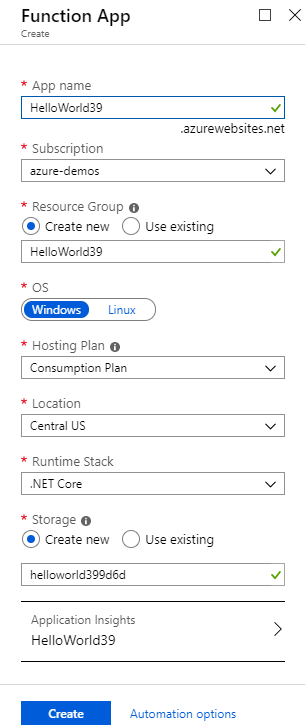 Function App
Create
* App name
HelloWorld39
.azurewebsites.net
* Subscription
azure-demos
* Resource Group
Create new Use existing
HelloWorld39
* OS
Windows Linux
* Hosting Plan
Consumption Plan
* Location
Central US
* Runtime Stack
.NET Core
* Storage
Create new Use existing
helloworld399d6d
Application Insights
HelloWorld39
Create Automation options